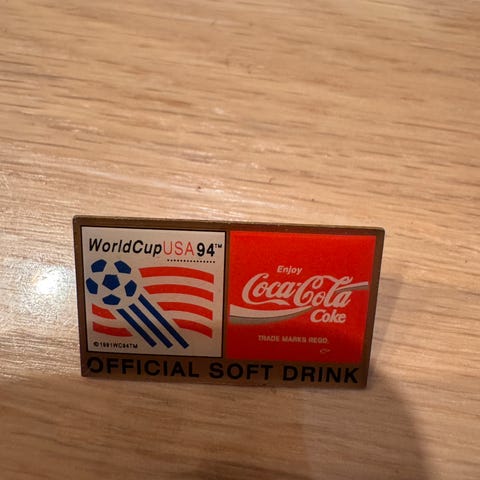 WorldCupUSA94™
©1991WC94TM
Enjoy
Coca-Cola
Coke
TRADE MARKS REGD.
OFFICIAL SOFT DRINK